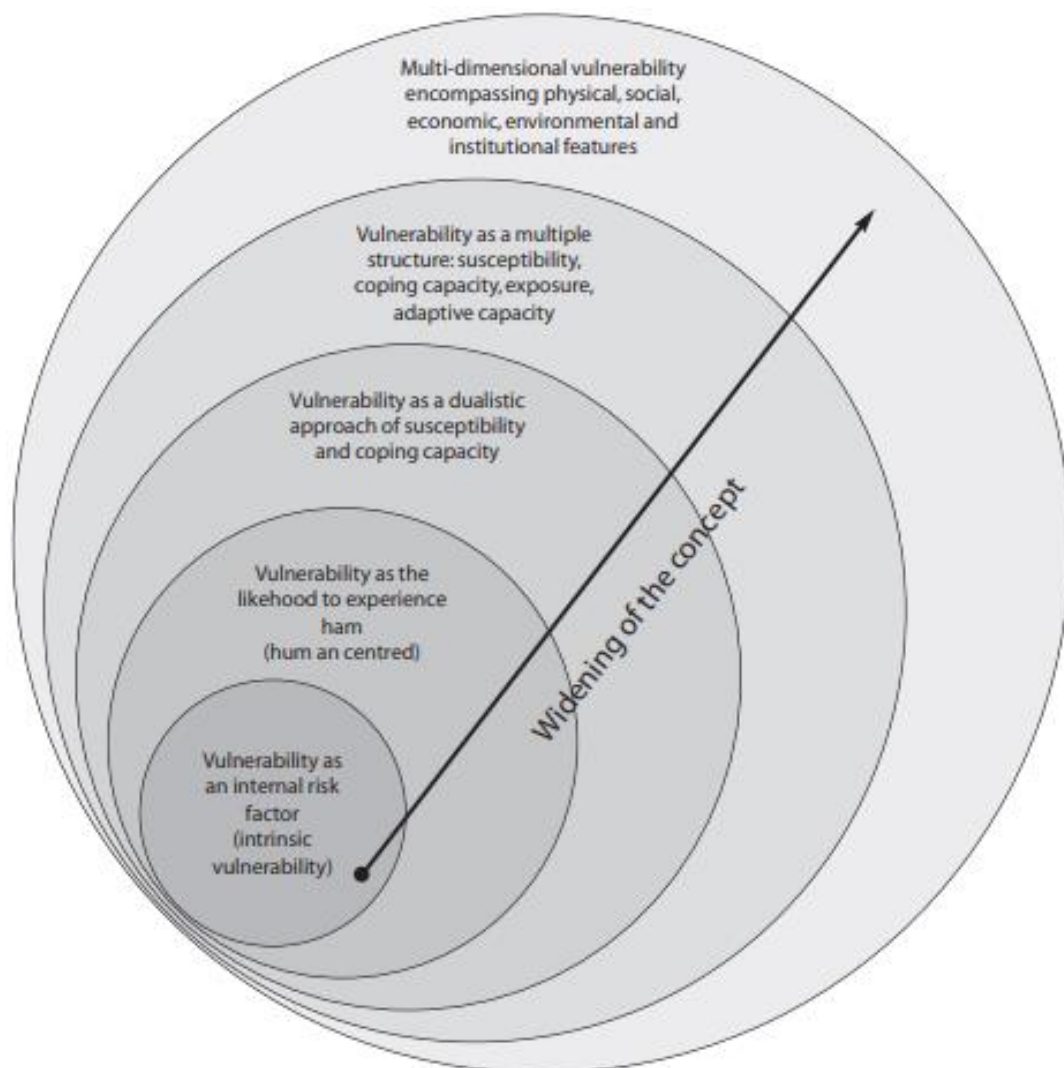 Multi-dimensional vulnerability
encompassing physical, social,
economic, environmental and
institutional features
Vulnerability as a multiple
structure: susceptibility,
coping capacity, exposure,
adaptive capacity
Vulnerability as a dualistic
approach of susceptibility
and coping capacity
Widening of the concept
Vulnerability as the
likehood to experience
ham
(hum an centred)
Vulnerability as
an internal risk
factor
(intrinsic
vulnerability)